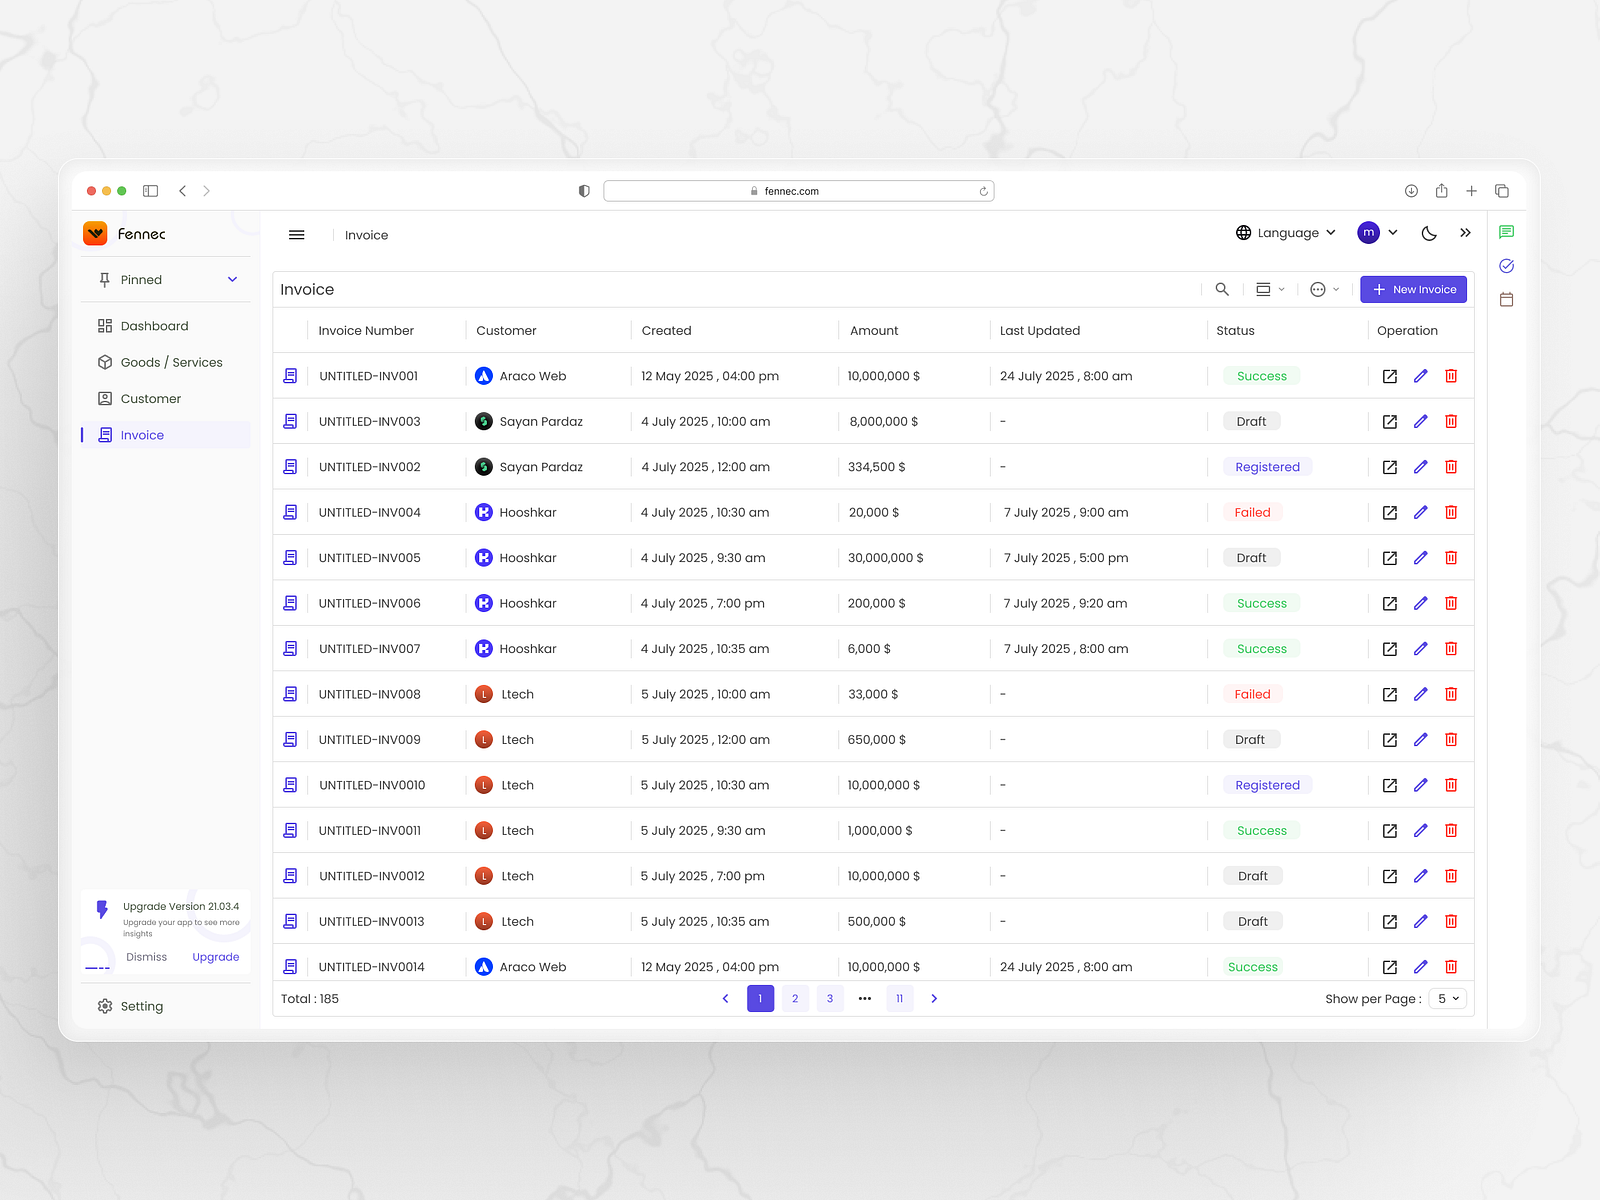 fennec.com
Fennec
Invoice
Language
m
Pinned
Dashboard
Goods / Services
Customer
Invoice
Invoice
New Invoice
Invoice Number Customer Created Amount Last Updated Status Operation
UNTITLED-INV001 Araco Web 12 May 2025 , 04:00 pm 10,000,000 $ 24 July 2025 , 8:00 am Success
UNTITLED-INV003 Sayan Pardaz 4 July 2025 , 10:00 am 8,000,000 $ - Draft
UNTITLED-INV002 Sayan Pardaz 4 July 2025 , 12:00 am 334,500 $ - Registered
UNTITLED-INV004 Hooshkar 4 July 2025 , 10:30 am 20,000 $ 7 July 2025 , 9:00 am Failed
UNTITLED-INV005 Hooshkar 4 July 2025 , 9:30 am 30,000,000 $ 7 July 2025 , 5:00 pm Draft
UNTITLED-INV006 Hooshkar 4 July 2025 , 7:00 pm 200,000 $ 7 July 2025 , 9:20 am Success
UNTITLED-INV007 Hooshkar 4 July 2025 , 10:35 am 6,000 $ 7 July 2025 , 8:00 am Success
UNTITLED-INV008 L Ltech 5 July 2025 , 10:00 am 33,000 $ - Failed
UNTITLED-INV009 L Ltech 5 July 2025 , 12:00 am 650,000 $ - Draft
UNTITLED-INV0010 L Ltech 5 July 2025 , 10:30 am 10,000,000 $ - Registered
UNTITLED-INV0011 L Ltech 5 July 2025 , 9:30 am 1,000,000 $ - Success
UNTITLED-INV0012 L Ltech 5 July 2025 , 7:00 pm 10,000,000 $ - Draft
UNTITLED-INV0013 L Ltech 5 July 2025 , 10:35 am 500,000 $ - Draft
UNTITLED-INV0014 Araco Web 12 May 2025 , 04:00 pm 10,000,000 $ 24 July 2025 , 8:00 am Success
Total : 185
1 2 3 ••• 11
Show per Page : 5
Upgrade Version 21.03.4
Upgrade your app to see more
insights
Dismiss Upgrade
Setting